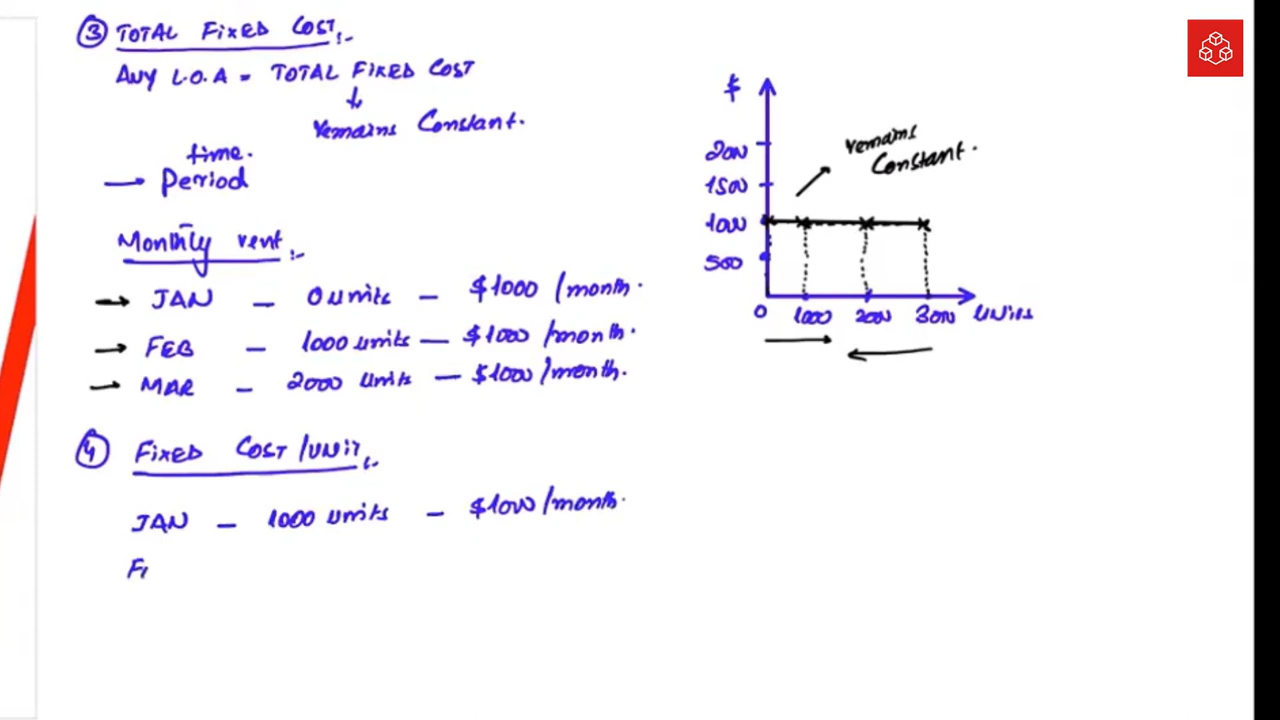 ③ TOTAL FIXED COST:-
ANY L.O.A = TOTAL FIXED COST
remains Constant.
time.
→ Period
Monthly rent :-
→ JAN – 0 units – $1000 /month.
→ FEB – 1000 units – $1000 /month.
→ MAR – 2000 units – $1000 /month.
④ FIXED COST /UNIT :-
JAN – 1000 units – $1000 /month.
$
2000
1500
1000
500
remains
Constant.
0 1000 2000 3000 Units